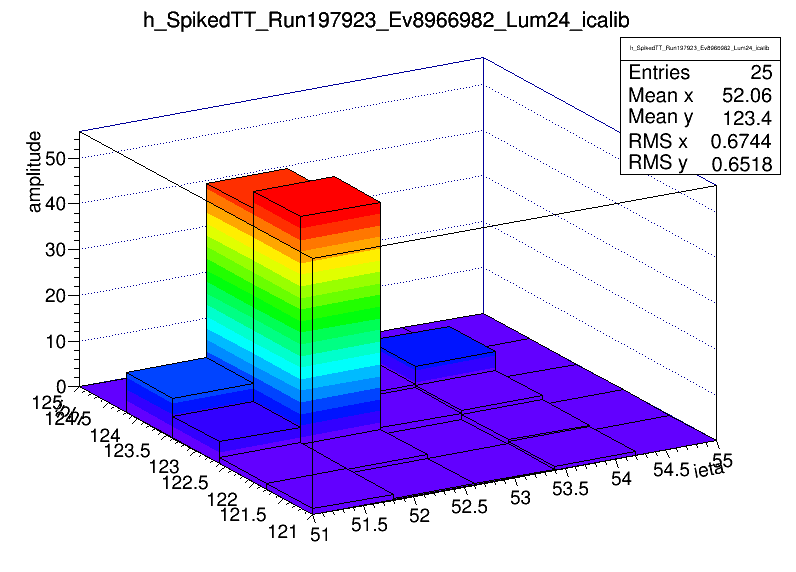 h_SpikedTT_Run197923_Ev8966982_Lum24_icalib
h_SpikedTT_Run197923_Ev8966982_Lum24_icalib
Entries 25
Mean x 52.06
Mean y 123.4
RMS x 0.6744
RMS y 0.6518
amplitude
50
40
30
20
10
0
125
124.5
124
123.5
123
122.5
122
121.5
121
51
51.5
52
52.5
53
53.5
54
54.5
55
ieta